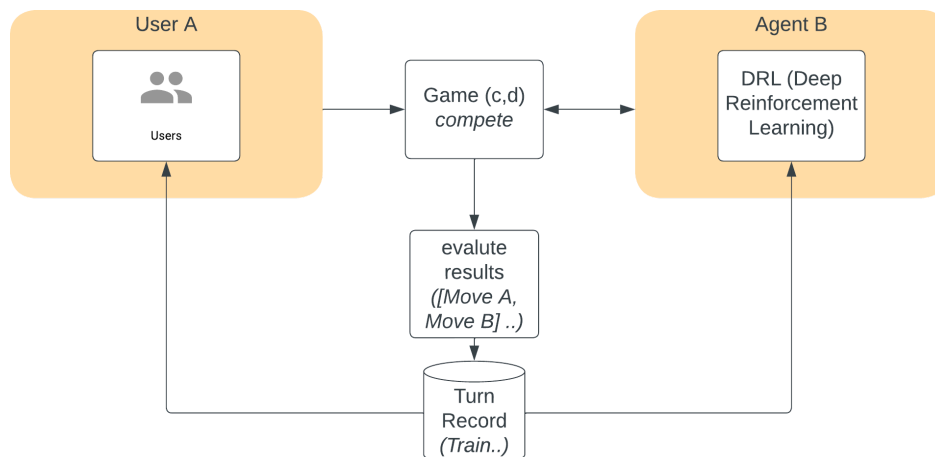 User A
Users
Game (c,d)
compete
Agent B
DRL (Deep
Reinforcement
Learning)
evalute
results
([Move A,
Move B] ..)
Turn
Record
(Train..)